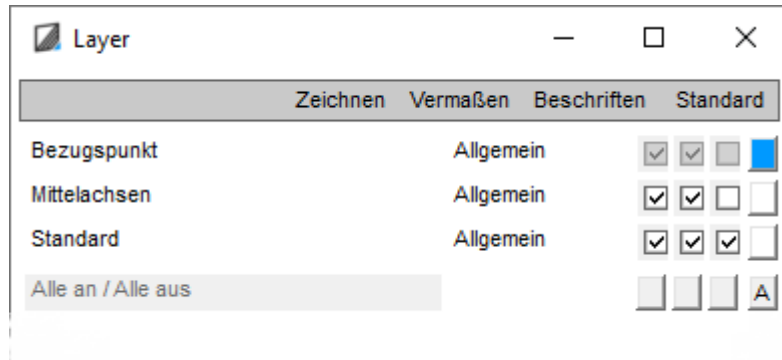 Layer
Zeichnen Vermaßen Beschriften Standard
Bezugspunkt Allgemein
Mittelachsen Allgemein
Standard Allgemein
Alle an / Alle aus A